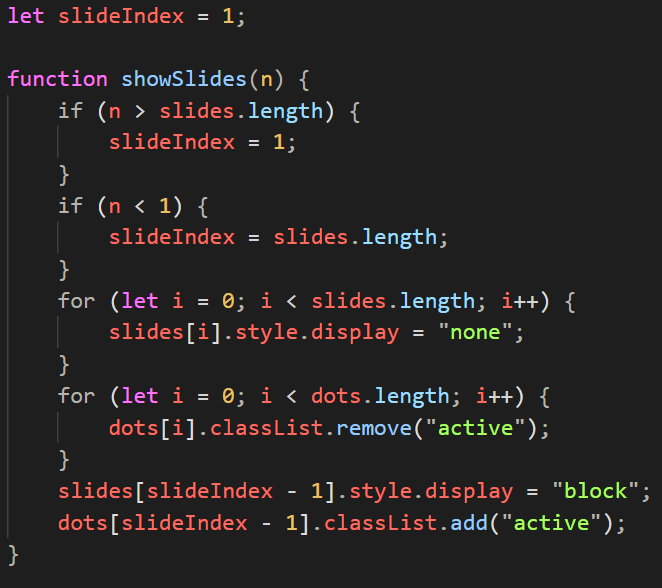 let slideIndex = 1;

function showSlides(n) {
    if (n > slides.length) {
        slideIndex = 1;
    }
    if (n < 1) {
        slideIndex = slides.length;
    }
    for (let i = 0; i < slides.length; i++) {
        slides[i].style.display = "none";
    }
    for (let i = 0; i < dots.length; i++) {
        dots[i].classList.remove("active");
    }
    slides[slideIndex - 1].style.display = "block";
    dots[slideIndex - 1].classList.add("active");
}